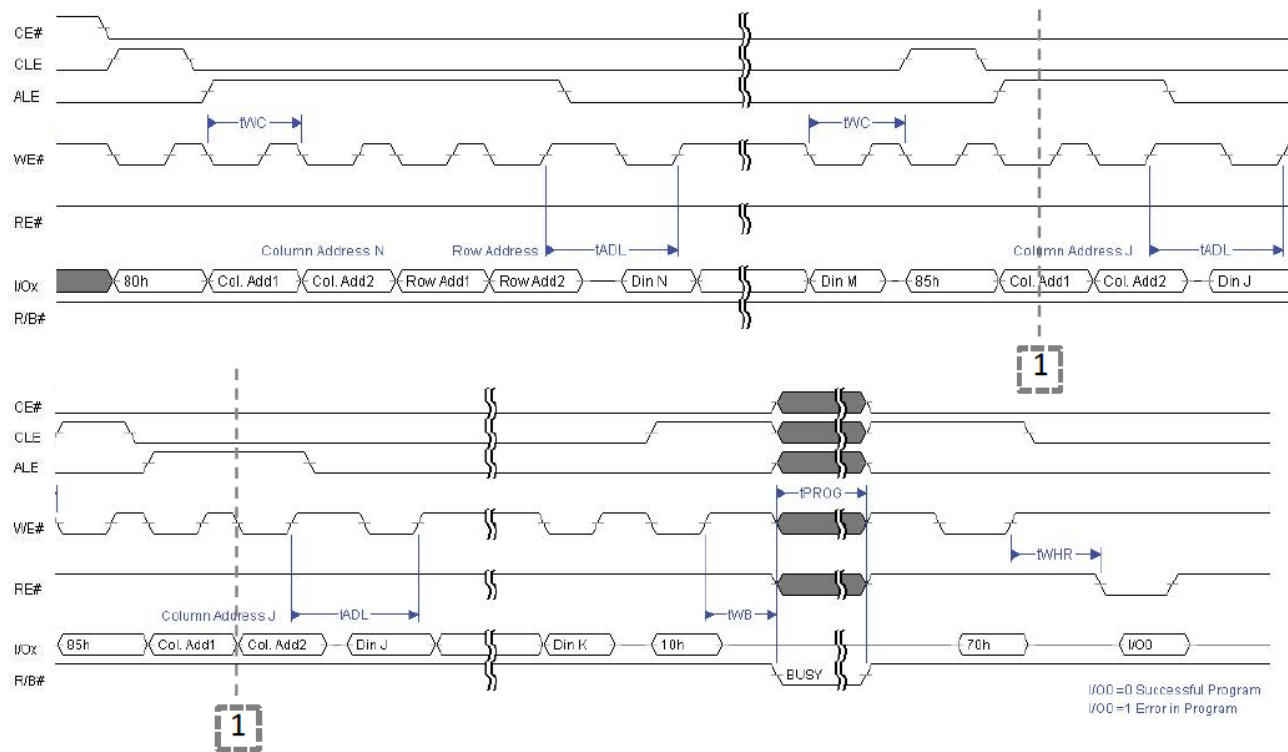 CE#
CLE
ALE
tWC tWC
WE#
RE#
Column Address N Row Address tADL Column Address J tADL
I/Ox 80h Col. Add1 Col. Add2 Row Add1 Row Add2 Din N Din M 85h Col. Add1 Col. Add2 Din J
R/B#
1
CE#
CLE
ALE
tPROG
WE#
tWHR
RE#
Column Address J tADL tWB
I/Ox 85h Col. Add1 Col. Add2 Din J Din K 10h 70h I/O0
R/B# BUSY
I/O0=0 Successful Program
I/O0=1 Error in Program
1